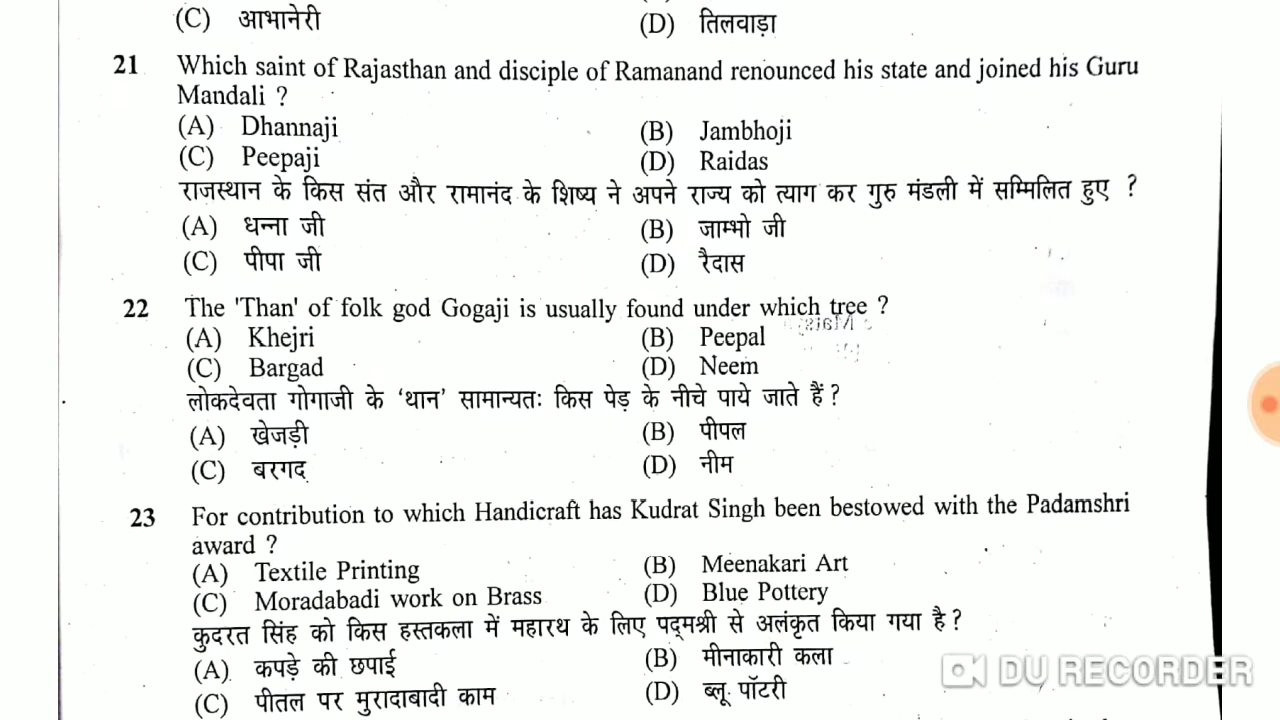 (C) आभानेरी (D) तिलवाड़ा
21 Which saint of Rajasthan and disciple of Ramanand renounced his state and joined his Guru
Mandali ?
(A) Dhannaji (B) Jambhoji
(C) Peepaji (D) Raidas
राजस्थान के किस संत और रामानंद के शिष्य ने अपने राज्य को त्याग कर गुरु मंडली में सम्मिलित हुए ?
(A) धन्ना जी (B) जाम्भो जी
(C) पीपा जी (D) रैदास
22 The 'Than' of folk god Gogaji is usually found under which tree ?
(A) Khejri (B) Peepal
(C) Bargad (D) Neem
लोकदेवता गोगाजी के ‘थान’ सामान्यतः किस पेड़ के नीचे पाये जाते हैं ?
(A) खेजड़ी (B) पीपल
(C) बरगद (D) नीम
23 For contribution to which Handicraft has Kudrat Singh been bestowed with the Padamshri
award ?
(A) Textile Printing (B) Meenakari Art
(C) Moradabadi work on Brass (D) Blue Pottery
कुदरत सिंह को किस हस्तकला में महारथ के लिए पद्मश्री से अलंकृत किया गया है ?
(A) कपड़े की छपाई (B) मीनाकारी कला
(C) पीतल पर मुरादाबादी काम (D) ब्लू पॉटरी
DU RECORDER